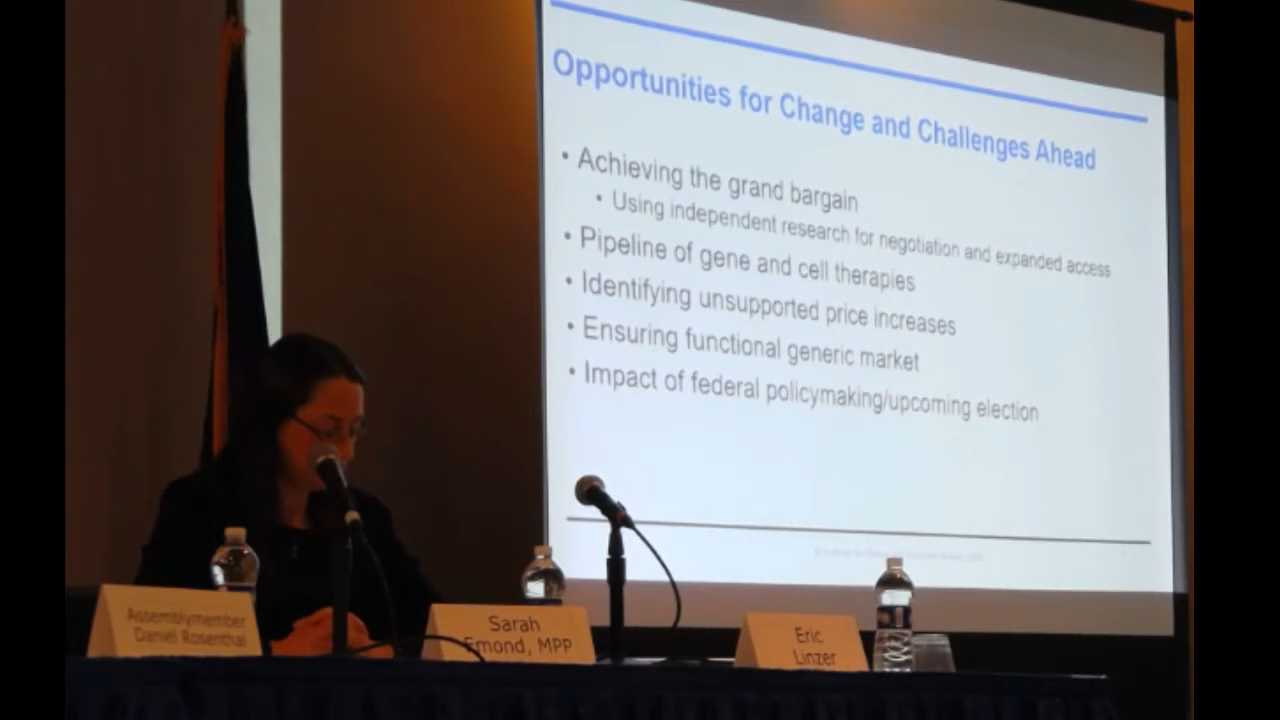 Opportunities for Change and Challenges Ahead
• Achieving the grand bargain
• Using independent research for negotiation and expanded access
• Pipeline of gene and cell therapies
• Identifying unsupported price increases
• Ensuring functional generic market
• Impact of federal policymaking/upcoming election
Assemblymember
Daniel Rosenthal
Sarah
Emond, MPP
Eric
Linzer